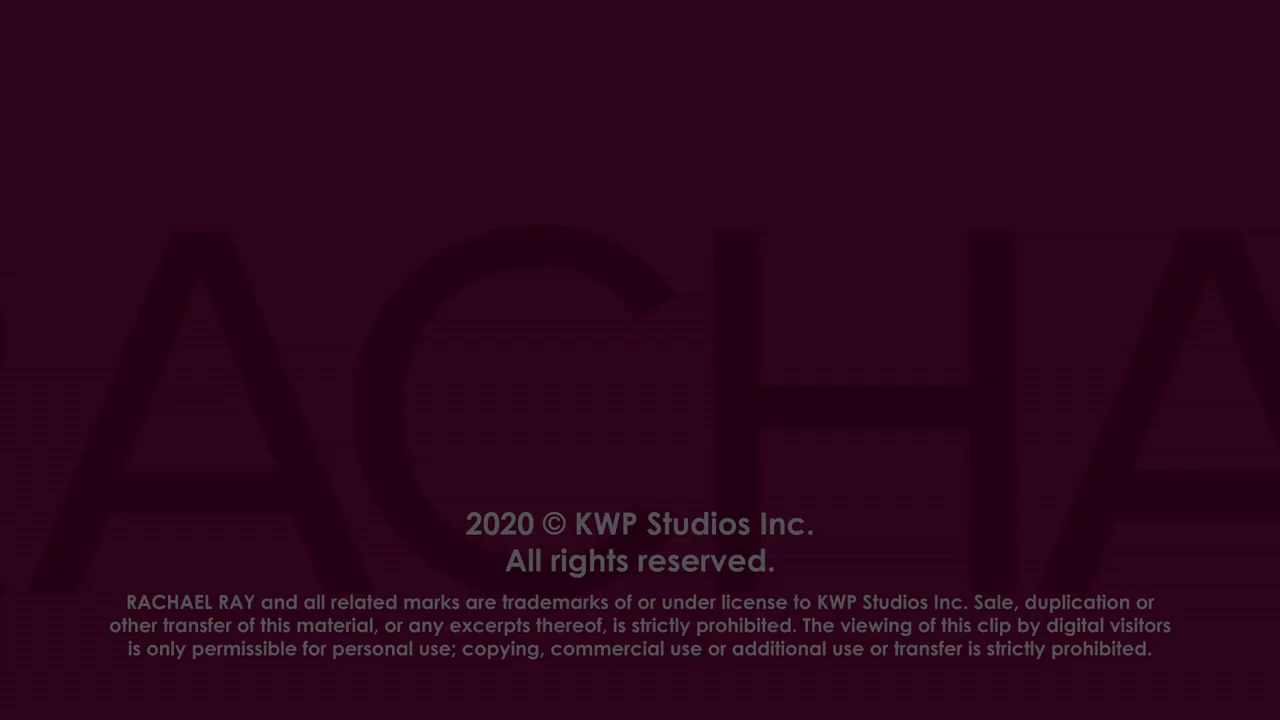 RACHA
2020 © KWP Studios Inc.
All rights reserved.
RACHAEL RAY and all related marks are trademarks of or under license to KWP Studios Inc. Sale, duplication or
other transfer of this material, or any excerpts thereof, is strictly prohibited. The viewing of this clip by digital visitors
is only permissible for personal use; copying, commercial use or additional use or transfer is strictly prohibited.